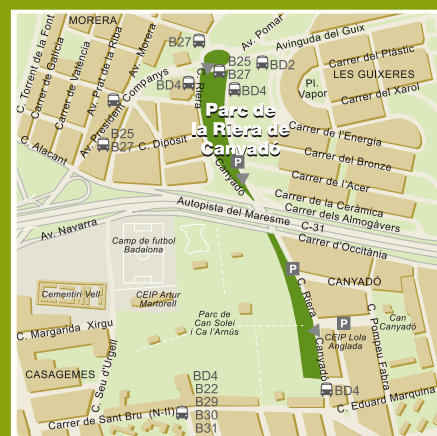 MORERA
C. Torrent de la Font
Carrer de Galícia
Carrer de València
Av. Prat de la Riba
Av. Morera
Av. President Companys
B27
Av. Pomar
Avinguda del Guix
Carrer del Plàstic
LES GUIXERES
Carrer del Xarol
Pl.
Vapor
B25
B27
BD2
BD4
BD4
C. Riera
Parc de
la Riera de
Canyadó
P
Canyadó
B25
B27
C. Alacant
C. Dipòsit
Carrer de l'Energia
Carrer del Bronze
Carrer de l'Acer
Carrer de la Ceràmica
Carrer dels Almogàvers
Autopista del Maresme C-31
Carrer d'Occitània
Av. Navarra
Camp de futbol
Badalona
P
CANYADÓ
Cementiri Vell
CEIP Artur
Martorell
C. Riera
Canyadó
Parc de
Can Solei
i Ca l'Arnús
P
CEIP Lola
Anglada
C. Pompeu Fabra
Can
Canyadó
C. Margarida Xirgu
C. Seu d'Urgell
CASAGEMES
BD4
B22
B29
B30
B31
BD4
C. Eduard Marquina
Carrer de Sant Bru (N-II)